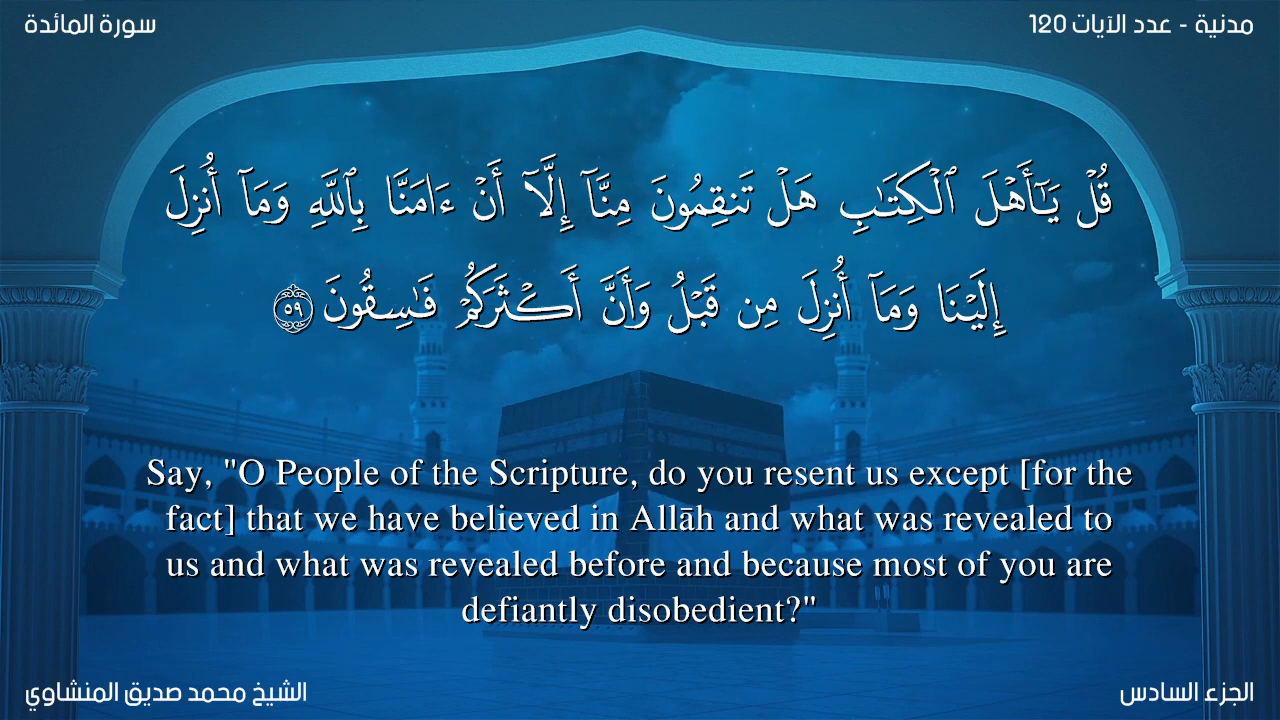 مدنية - عدد الآيات 120
سورة المائدة
قُلْ يَـٰٓأَهْلَ ٱلْكِتَـٰبِ هَلْ تَنقِمُونَ مِنَّآ إِلَّآ أَنْ ءَامَنَّا بِٱللَّهِ وَمَآ أُنزِلَ
إِلَيْنَا وَمَآ أُنزِلَ مِن قَبْلُ وَأَنَّ أَكْثَرَكُمْ فَـٰسِقُونَ ٥٩
Say, "O People of the Scripture, do you resent us except [for the
fact] that we have believed in Allāh and what was revealed to
us and what was revealed before and because most of you are
defiantly disobedient?"
الجزء السادس
الشيخ محمد صديق المنشاوي